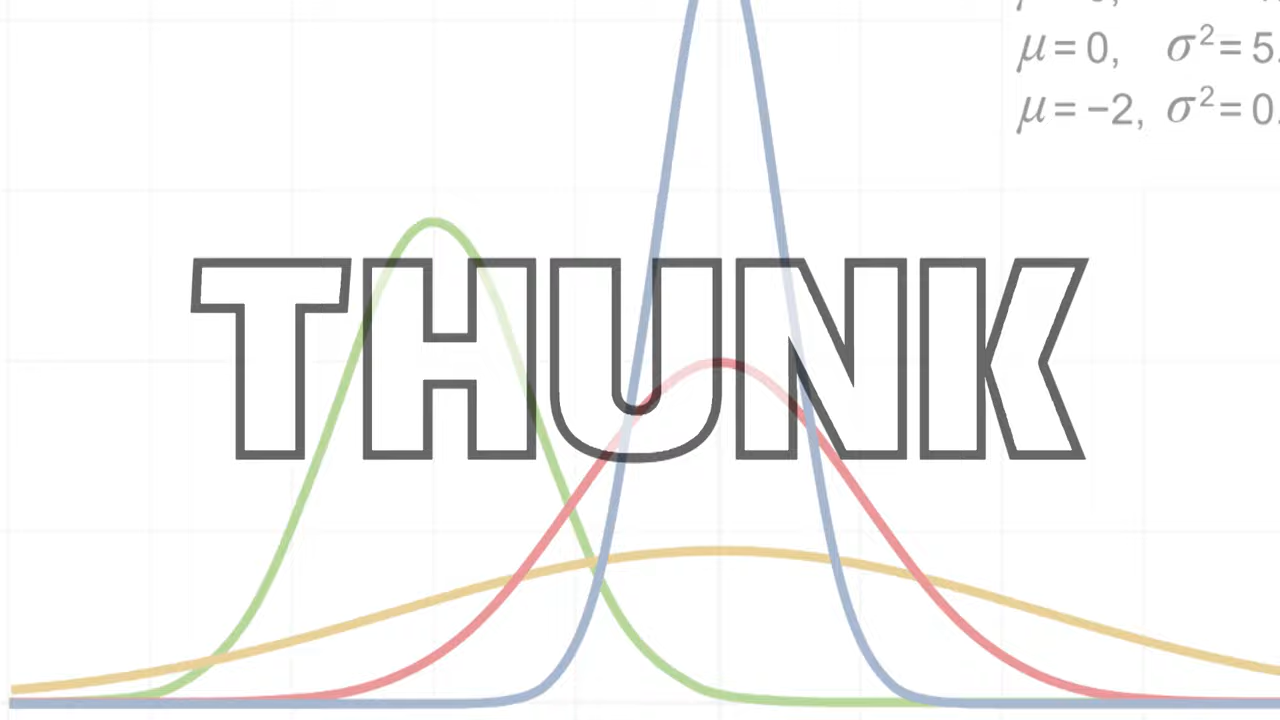 μ = 0, σ² = 5.
μ = −2, σ² = 0.
THUNK